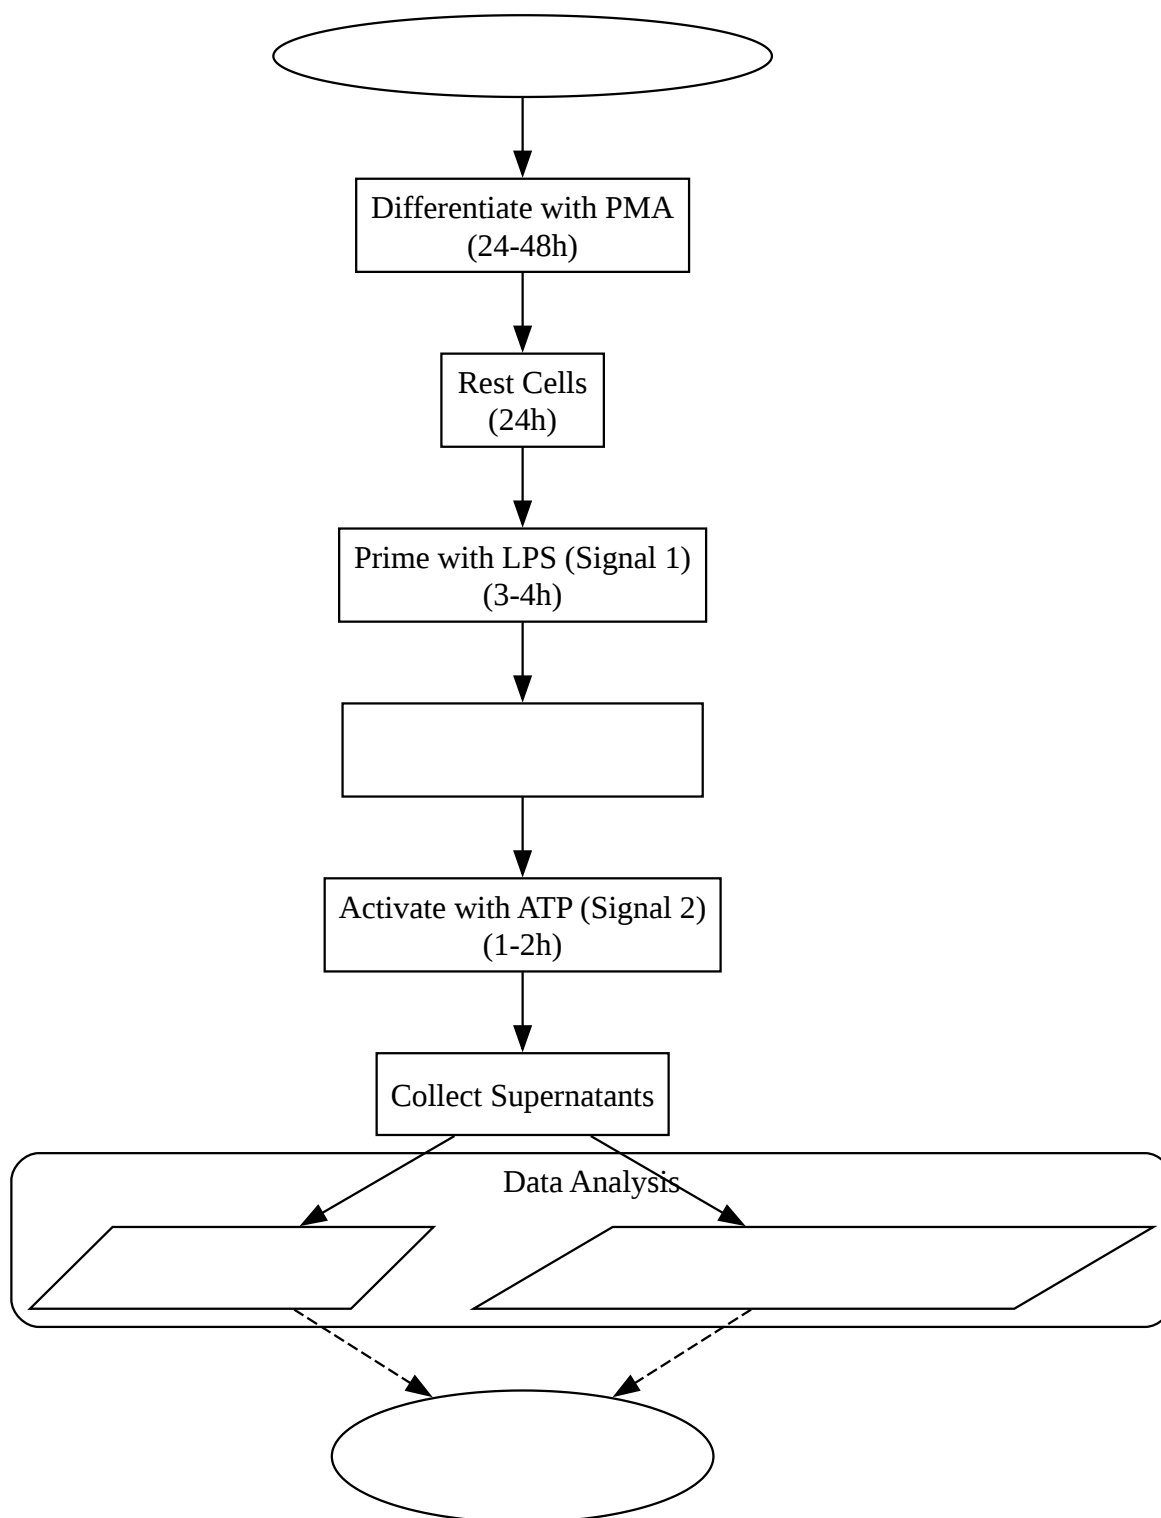 Differentiate with PMA
(24-48h)
Rest Cells
(24h)
Prime with LPS (Signal 1)
(3-4h)
Activate with ATP (Signal 2)
(1-2h)
Collect Supernatants
Data Analysis